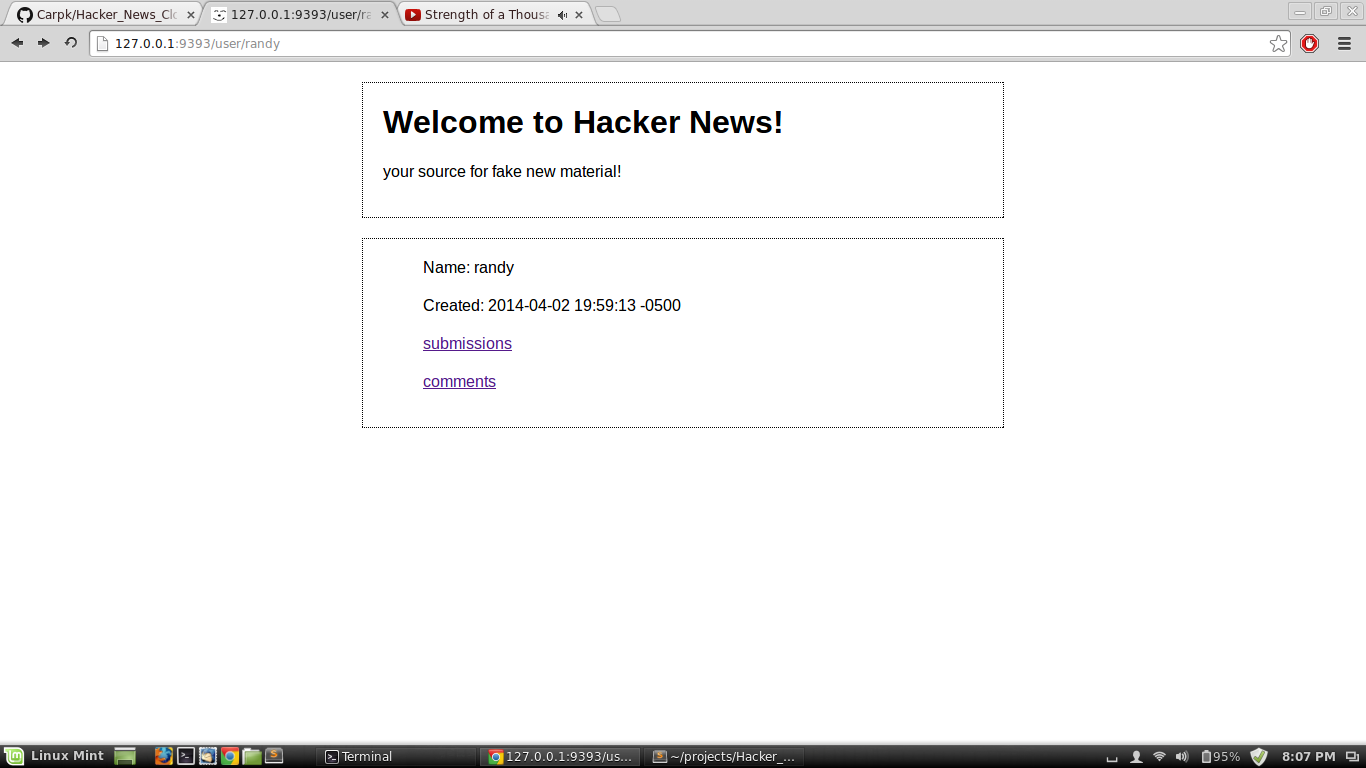 Carpk/Hacker_News_Clo
127.0.0.1:9393/user/ra
Strength of a Thousa
127.0.0.1:9393/user/randy
Welcome to Hacker News!
your source for fake new material!
Name: randy
Created: 2014-04-02 19:59:13 -0500
submissions
comments
Linux Mint
Terminal
127.0.0.1:9393/us...
~/projects/Hacker_...
95%
8:07 PM